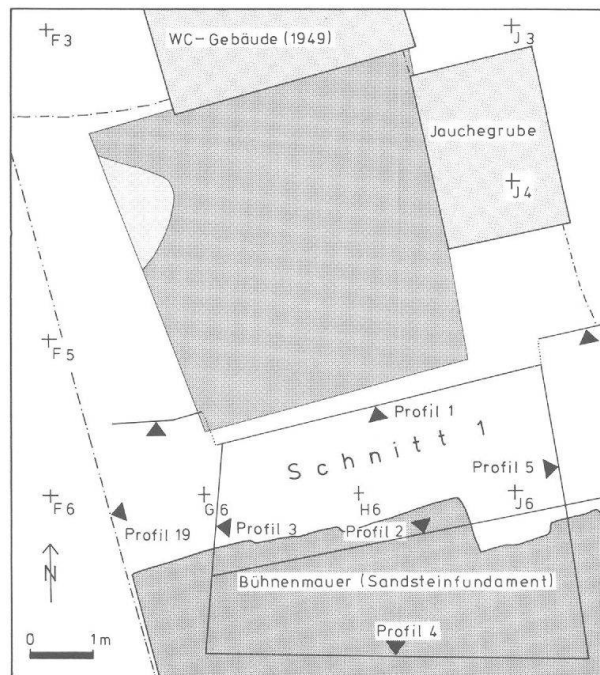 F3
WC-Gebäude (1949)
J3
Jauchegrube
J4
F5
Profil 1
Schnitt 1
Profil 5
F6
G6
H6
J6
Profil 19
Profil 3
Profil 2
N
Bühnenmauer (Sandsteinfundament)
Profil 4
0 1m